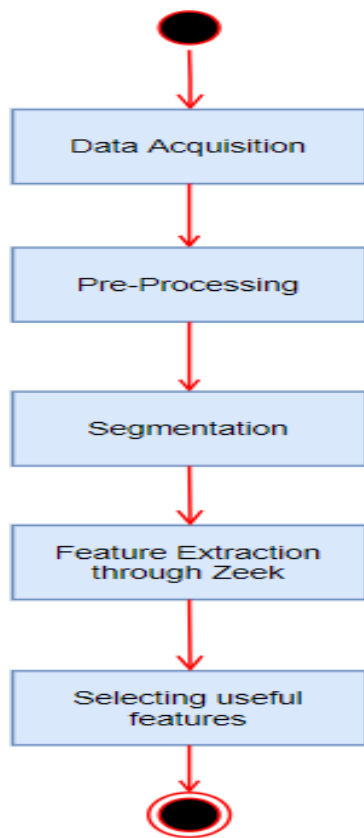 Data Acquisition
Pre-Processing
Segmentation
Feature Extraction
through Zeek
Selecting useful
features